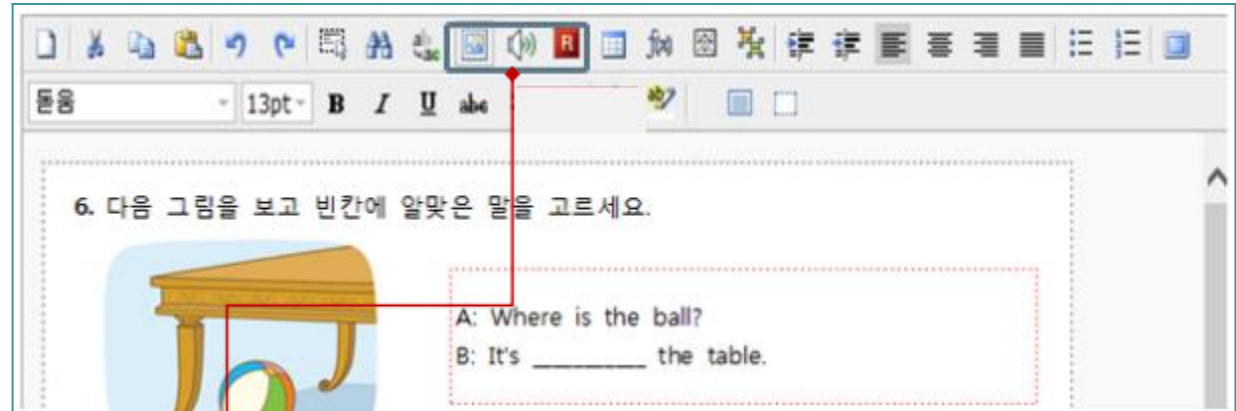 돋움 13pt B I U abc
6. 다음 그림을 보고 빈칸에 알맞은 말을 고르세요.
A: Where is the ball?
B: It's __________ the table.